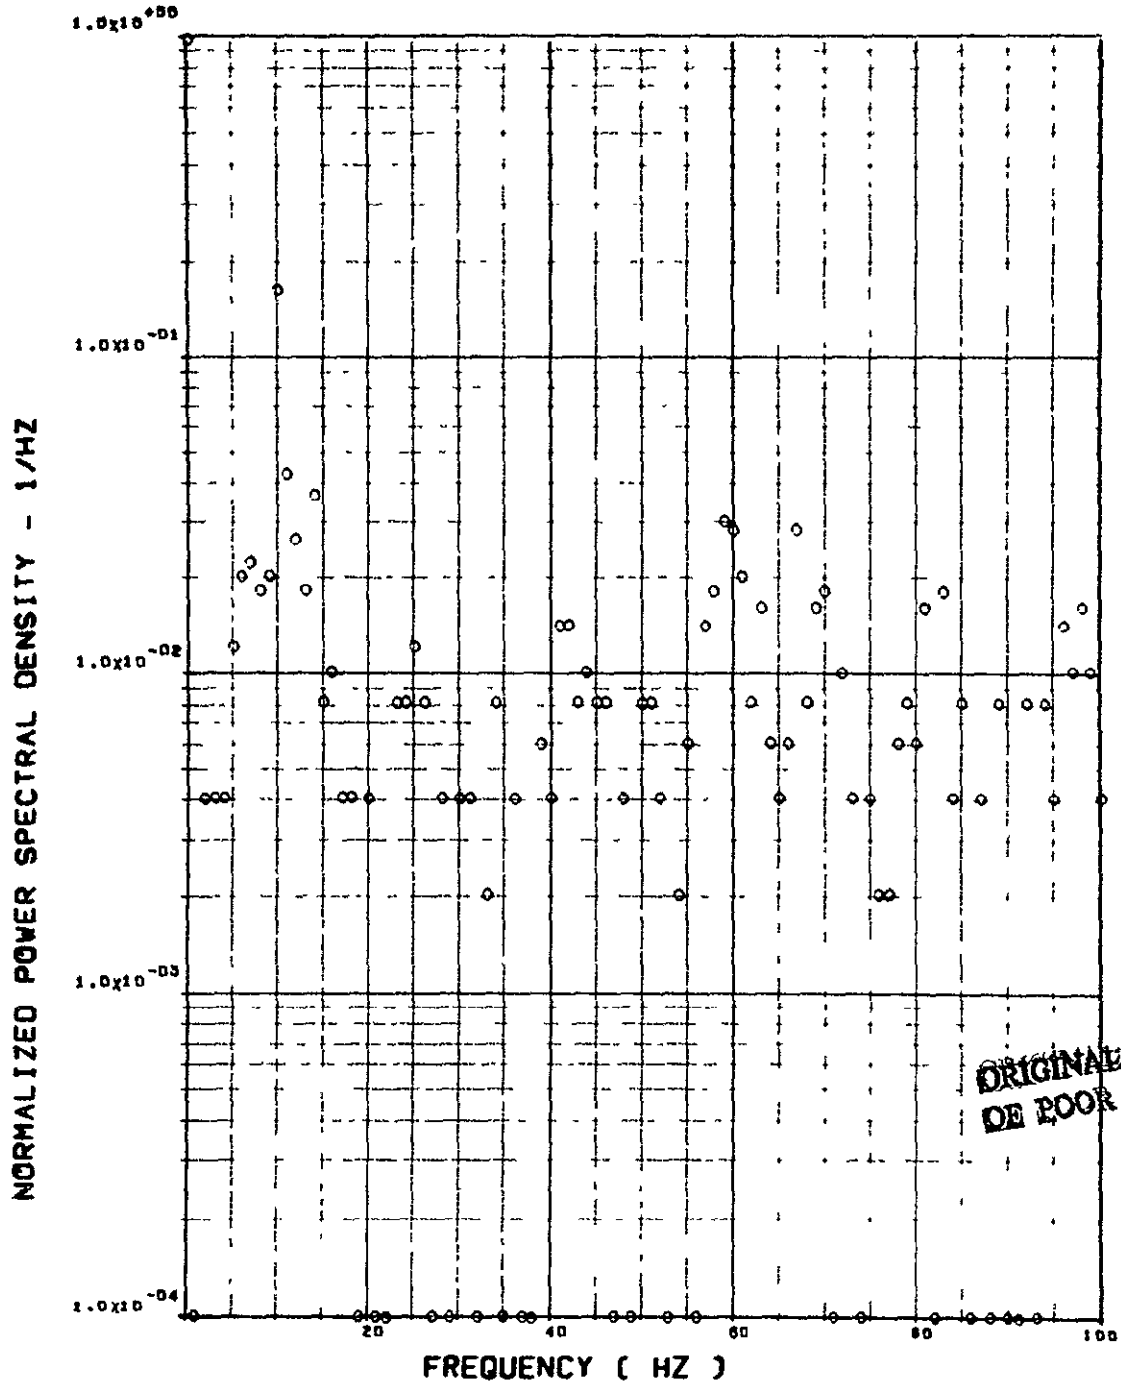 1.0X10 +00
1.0X10 -01
1.0X10 -02
1.0X10 -03
1.0X10 -04
NORMALIZED POWER SPECTRAL DENSITY - 1/HZ
20 40 60 80 100
FREQUENCY ( HZ )
ORIGINAL
OF POOR